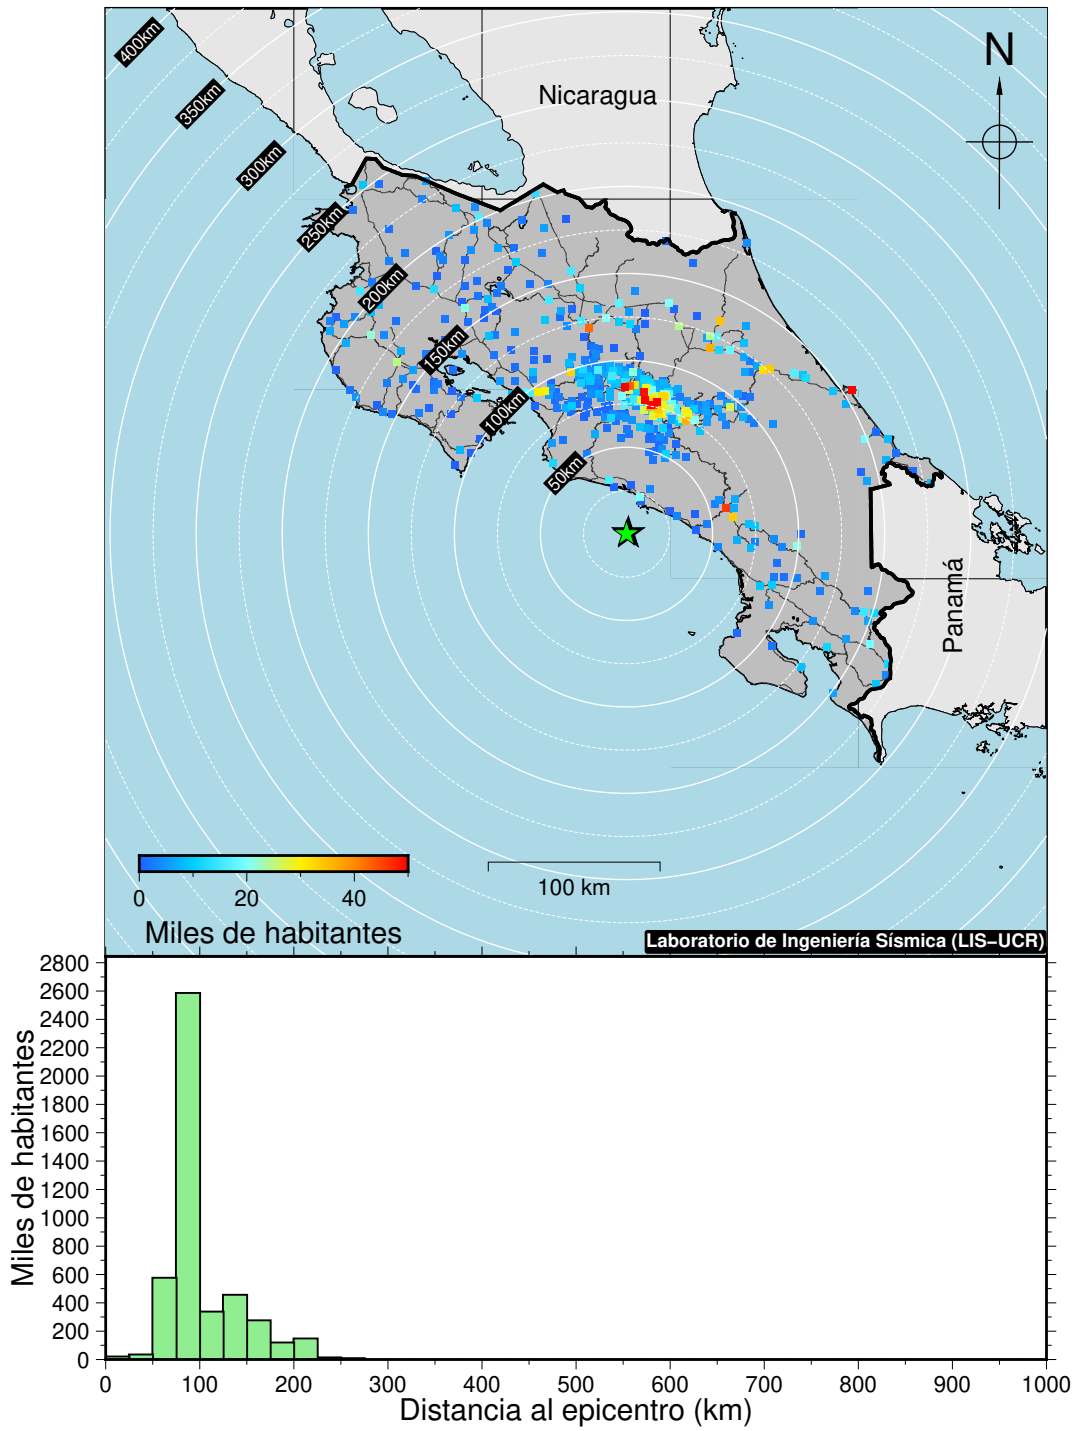 400km
350km
300km
250km
200km
150km
100km
50km
Nicaragua
N
Panamá
0 20 40
Miles de habitantes
100 km
Laboratorio de Ingeniería Sísmica (LIS−UCR)
Miles de habitantes
2800
2600
2400
2200
2000
1800
1600
1400
1200
1000
800
600
400
200
0
0 100 200 300 400 500 600 700 800 900 1000
Distancia al epicentro (km)